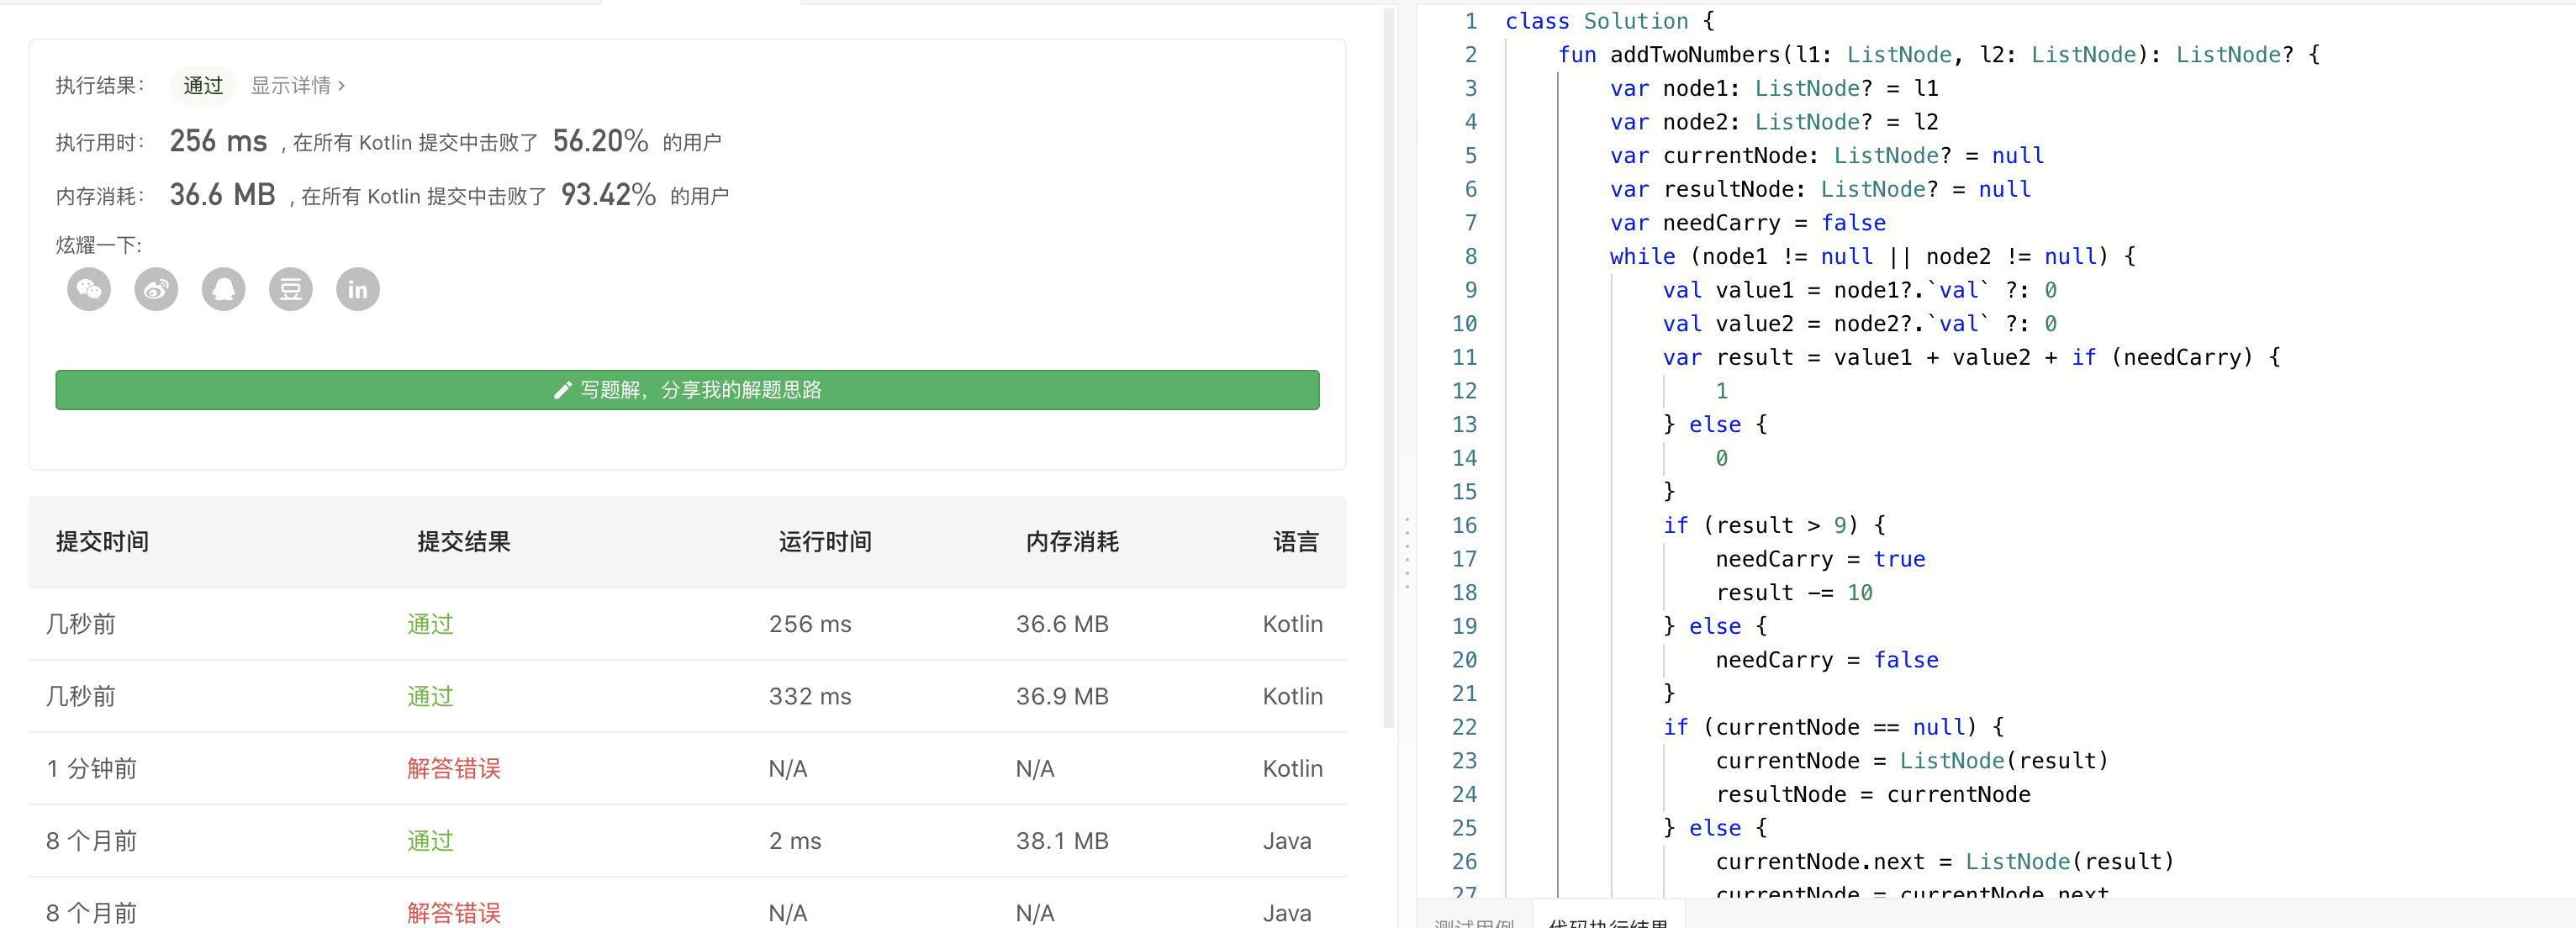 执行结果： 通过 显示详情 ›
执行用时： 256 ms , 在所有 Kotlin 提交中击败了 56.20% 的用户
内存消耗： 36.6 MB , 在所有 Kotlin 提交中击败了 93.42% 的用户
炫耀一下:
豆 in
写题解，分享我的解题思路
提交时间 提交结果 运行时间 内存消耗 语言
几秒前 通过 256 ms 36.6 MB Kotlin
几秒前 通过 332 ms 36.9 MB Kotlin
1 分钟前 解答错误 N/A N/A Kotlin
8 个月前 通过 2 ms 38.1 MB Java
8 个月前 解答错误 N/A N/A Java
1 class Solution {
2 fun addTwoNumbers(l1: ListNode, l2: ListNode): ListNode? {
3 var node1: ListNode? = l1
4 var node2: ListNode? = l2
5 var currentNode: ListNode? = null
6 var resultNode: ListNode? = null
7 var needCarry = false
8 while (node1 != null || node2 != null) {
9 val value1 = node1?.`val` ?: 0
10 val value2 = node2?.`val` ?: 0
11 var result = value1 + value2 + if (needCarry) {
12 1
13 } else {
14 0
15 }
16 if (result > 9) {
17 needCarry = true
18 result -= 10
19 } else {
20 needCarry = false
21 }
22 if (currentNode == null) {
23 currentNode = ListNode(result)
24 resultNode = currentNode
25 } else {
26 currentNode.next = ListNode(result)
27 currentNode = currentNode.next
测试用例 代码执行结果